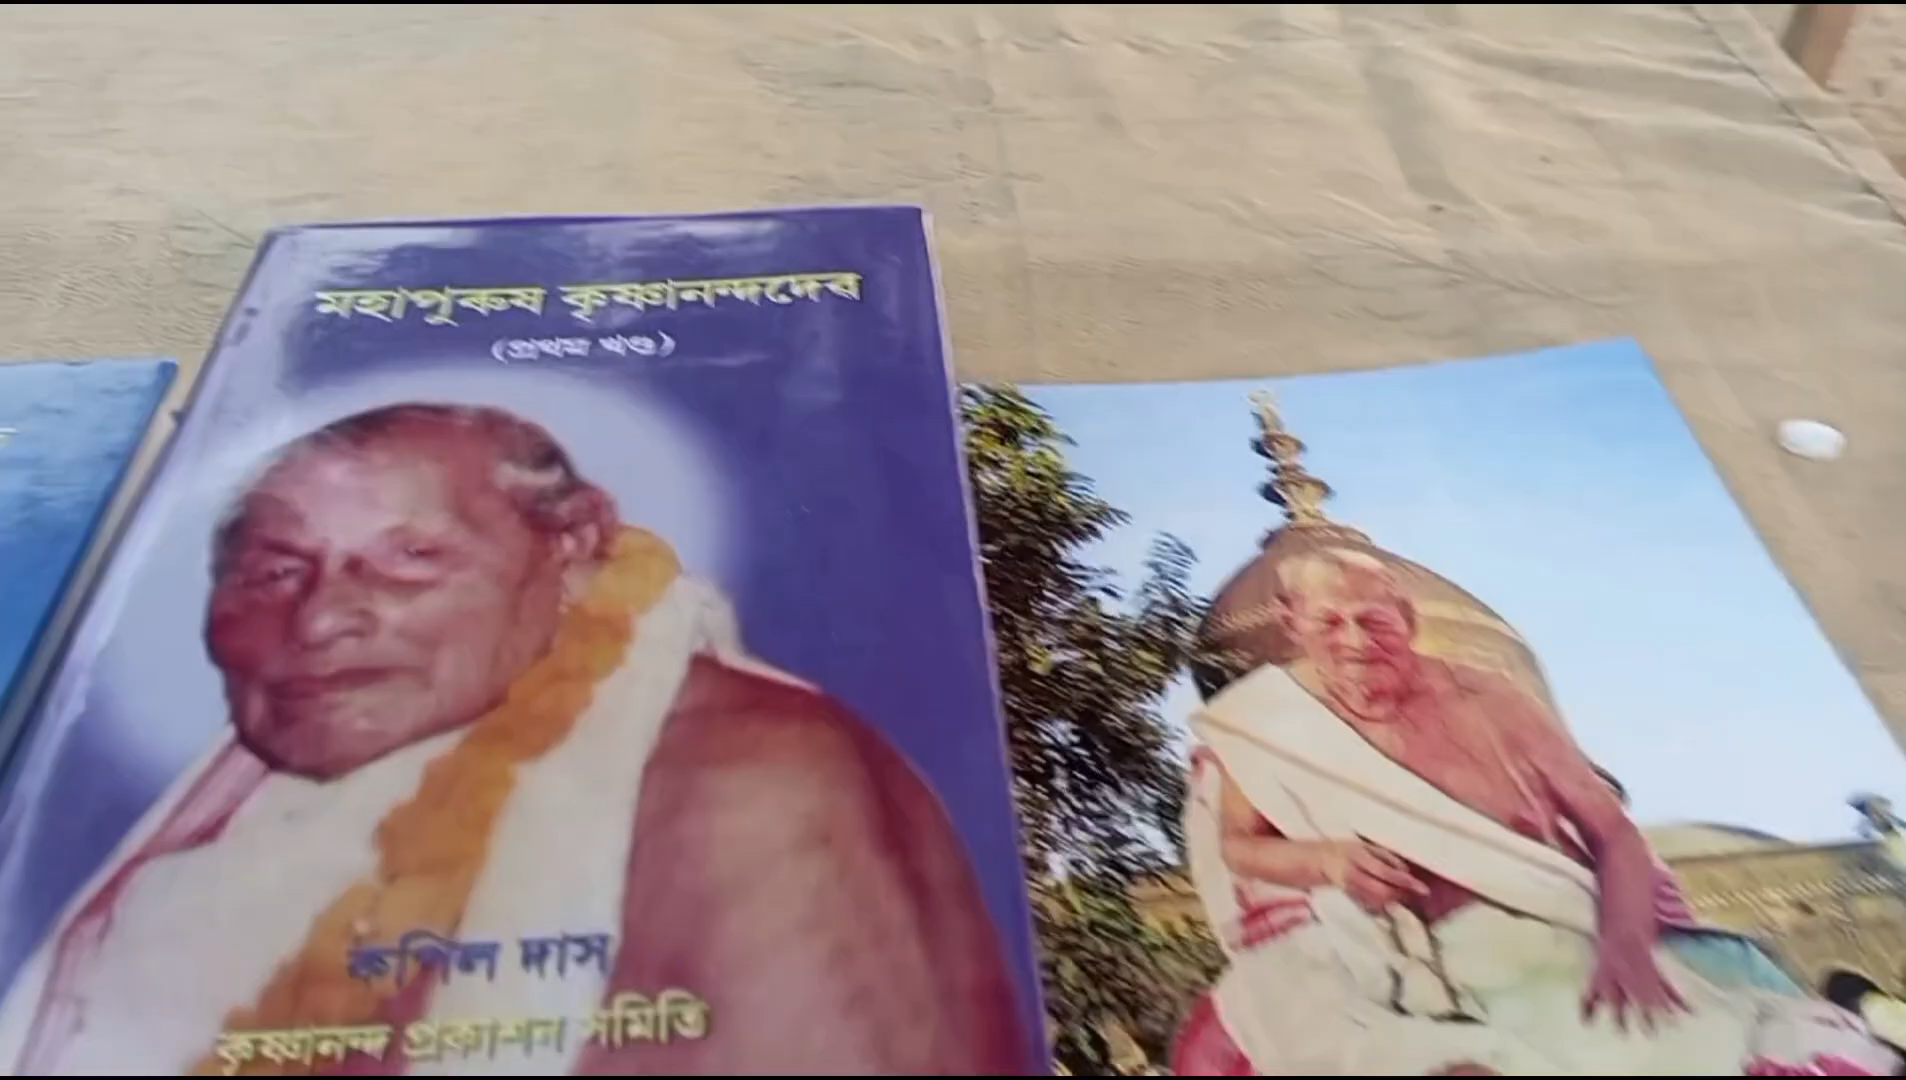 মহাপুৰুষ কৃষ্ণানন্দদেৱ
(প্ৰথম খণ্ড)
কপিল দাস
কৃষ্ণানন্দ প্ৰকাশন সমিতি